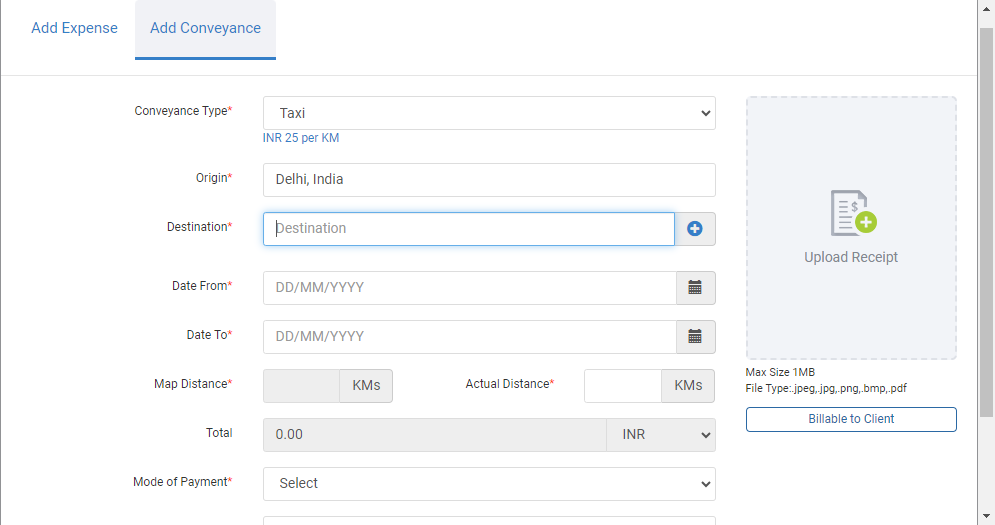 Add Expense
Add Conveyance
Conveyance Type*
Taxi
INR 25 per KM
Origin*
Delhi, India
Destination*
Destination
Date From*
DD/MM/YYYY
Date To*
DD/MM/YYYY
Map Distance*
KMs
Actual Distance*
KMs
Total
0.00
INR
Mode of Payment*
Select
$
Upload Receipt
Max Size 1MB
File Type:.jpeg,.jpg,.png,.bmp,.pdf
Billable to Client